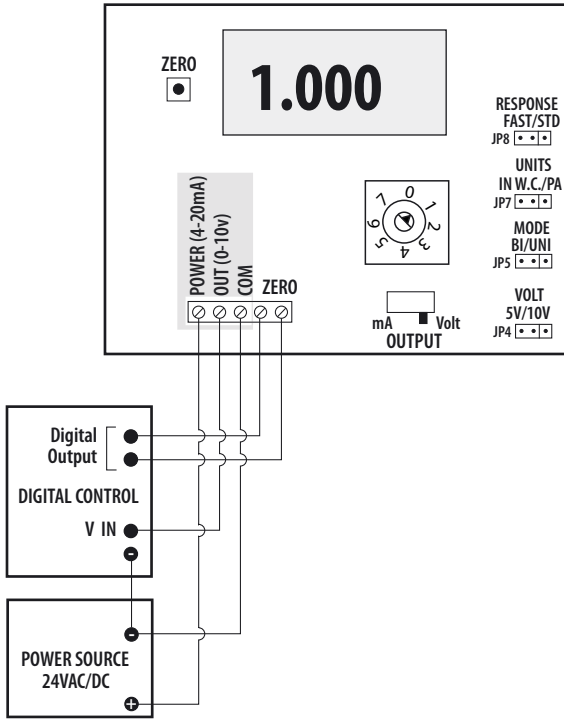 ZERO
1.000
RESPONSE
FAST/STD
JP8
UNITS
IN W.C./PA
JP7
MODE
BI/UNI
JP5
VOLT
5V/10V
JP4
0
1
2
3
4
5
6
7
POWER (4-20mA)
OUT (0-10v)
COM
ZERO
mA Volt
OUTPUT
Digital
Output
DIGITAL CONTROL
V IN
-
-
POWER SOURCE
24VAC/DC
+